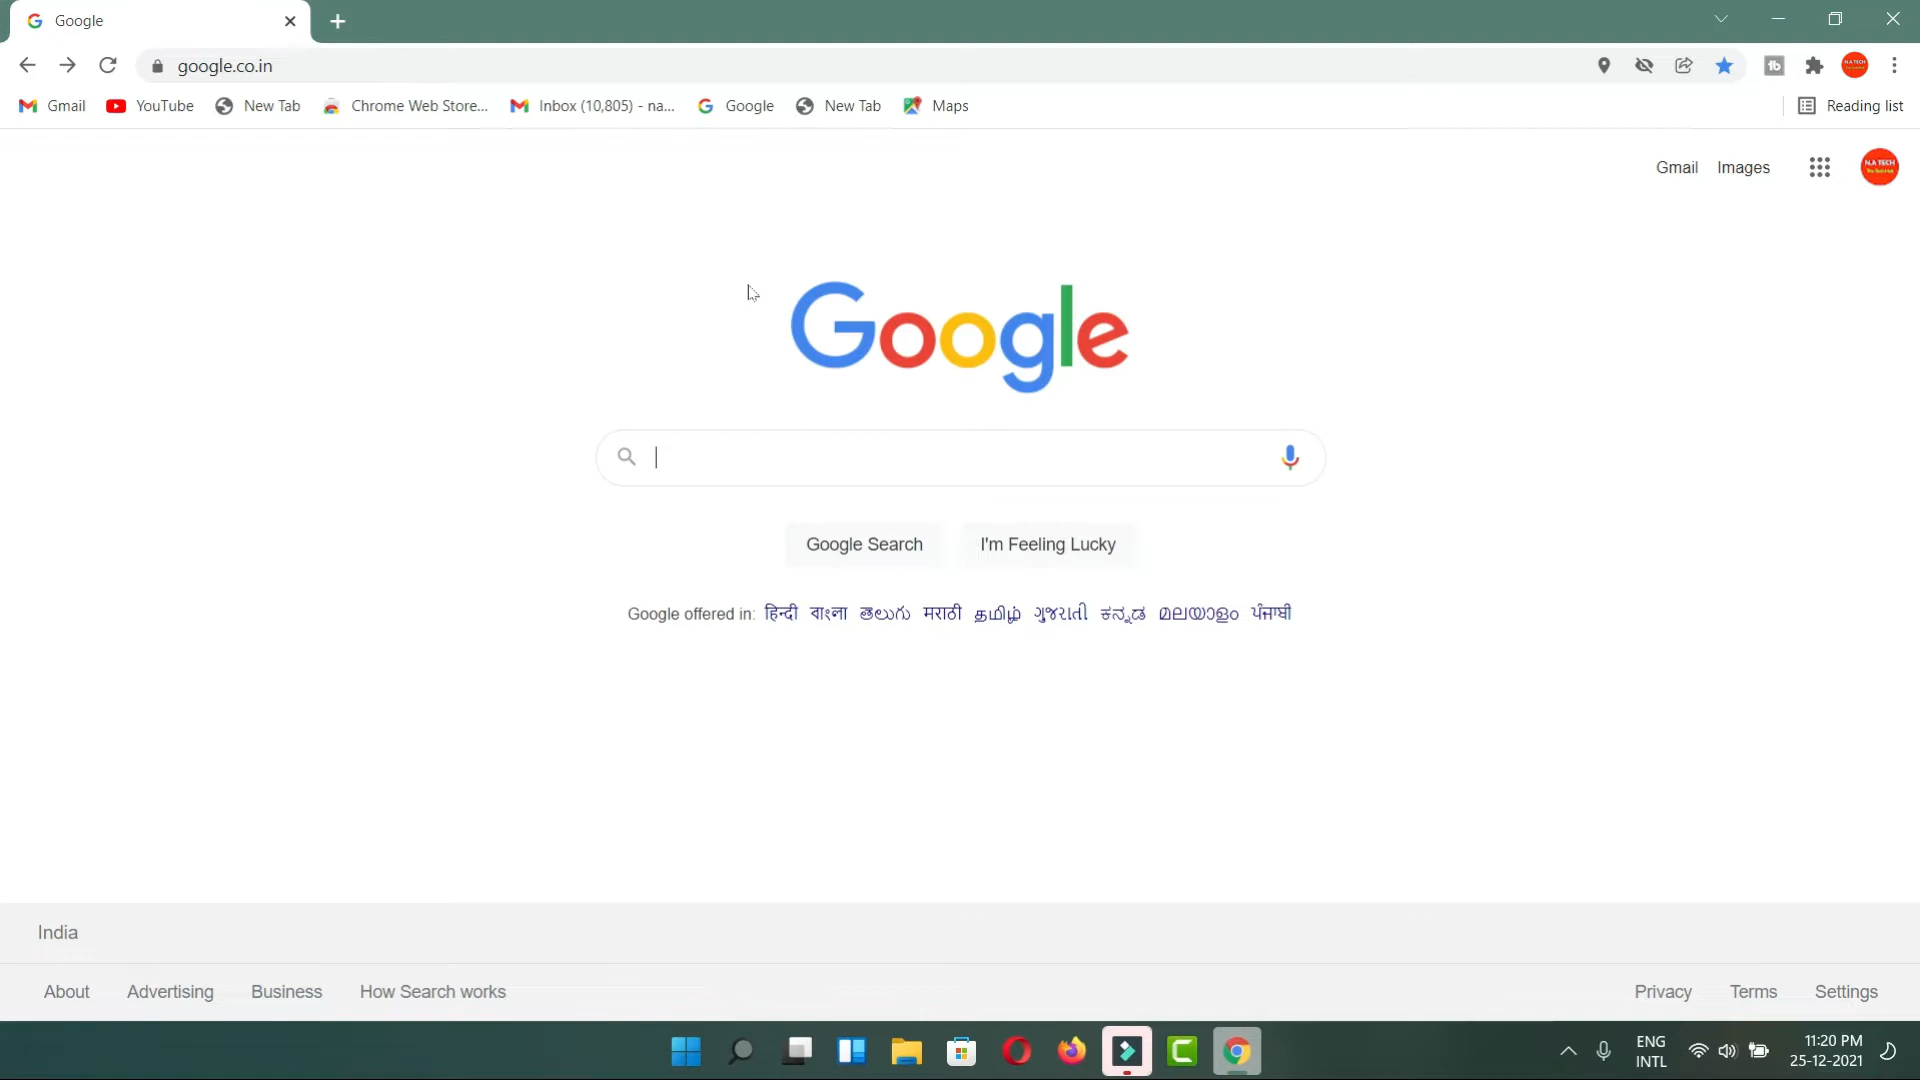 Google
google.co.in
Gmail YouTube New Tab Chrome Web Store... Inbox (10,805) - na... Google New Tab Maps Reading list
Gmail Images N.A TECH
Google
Google Search I'm Feeling Lucky
Google offered in: हिन्दी বাংলা తెలుగు मराठी தமிழ் ગુજરાતી ಕನ್ನಡ മലയാളം ਪੰਜਾਬੀ
India
About Advertising Business How Search works Privacy Terms Settings
ENG 11:20 PM
INTL 25-12-2021